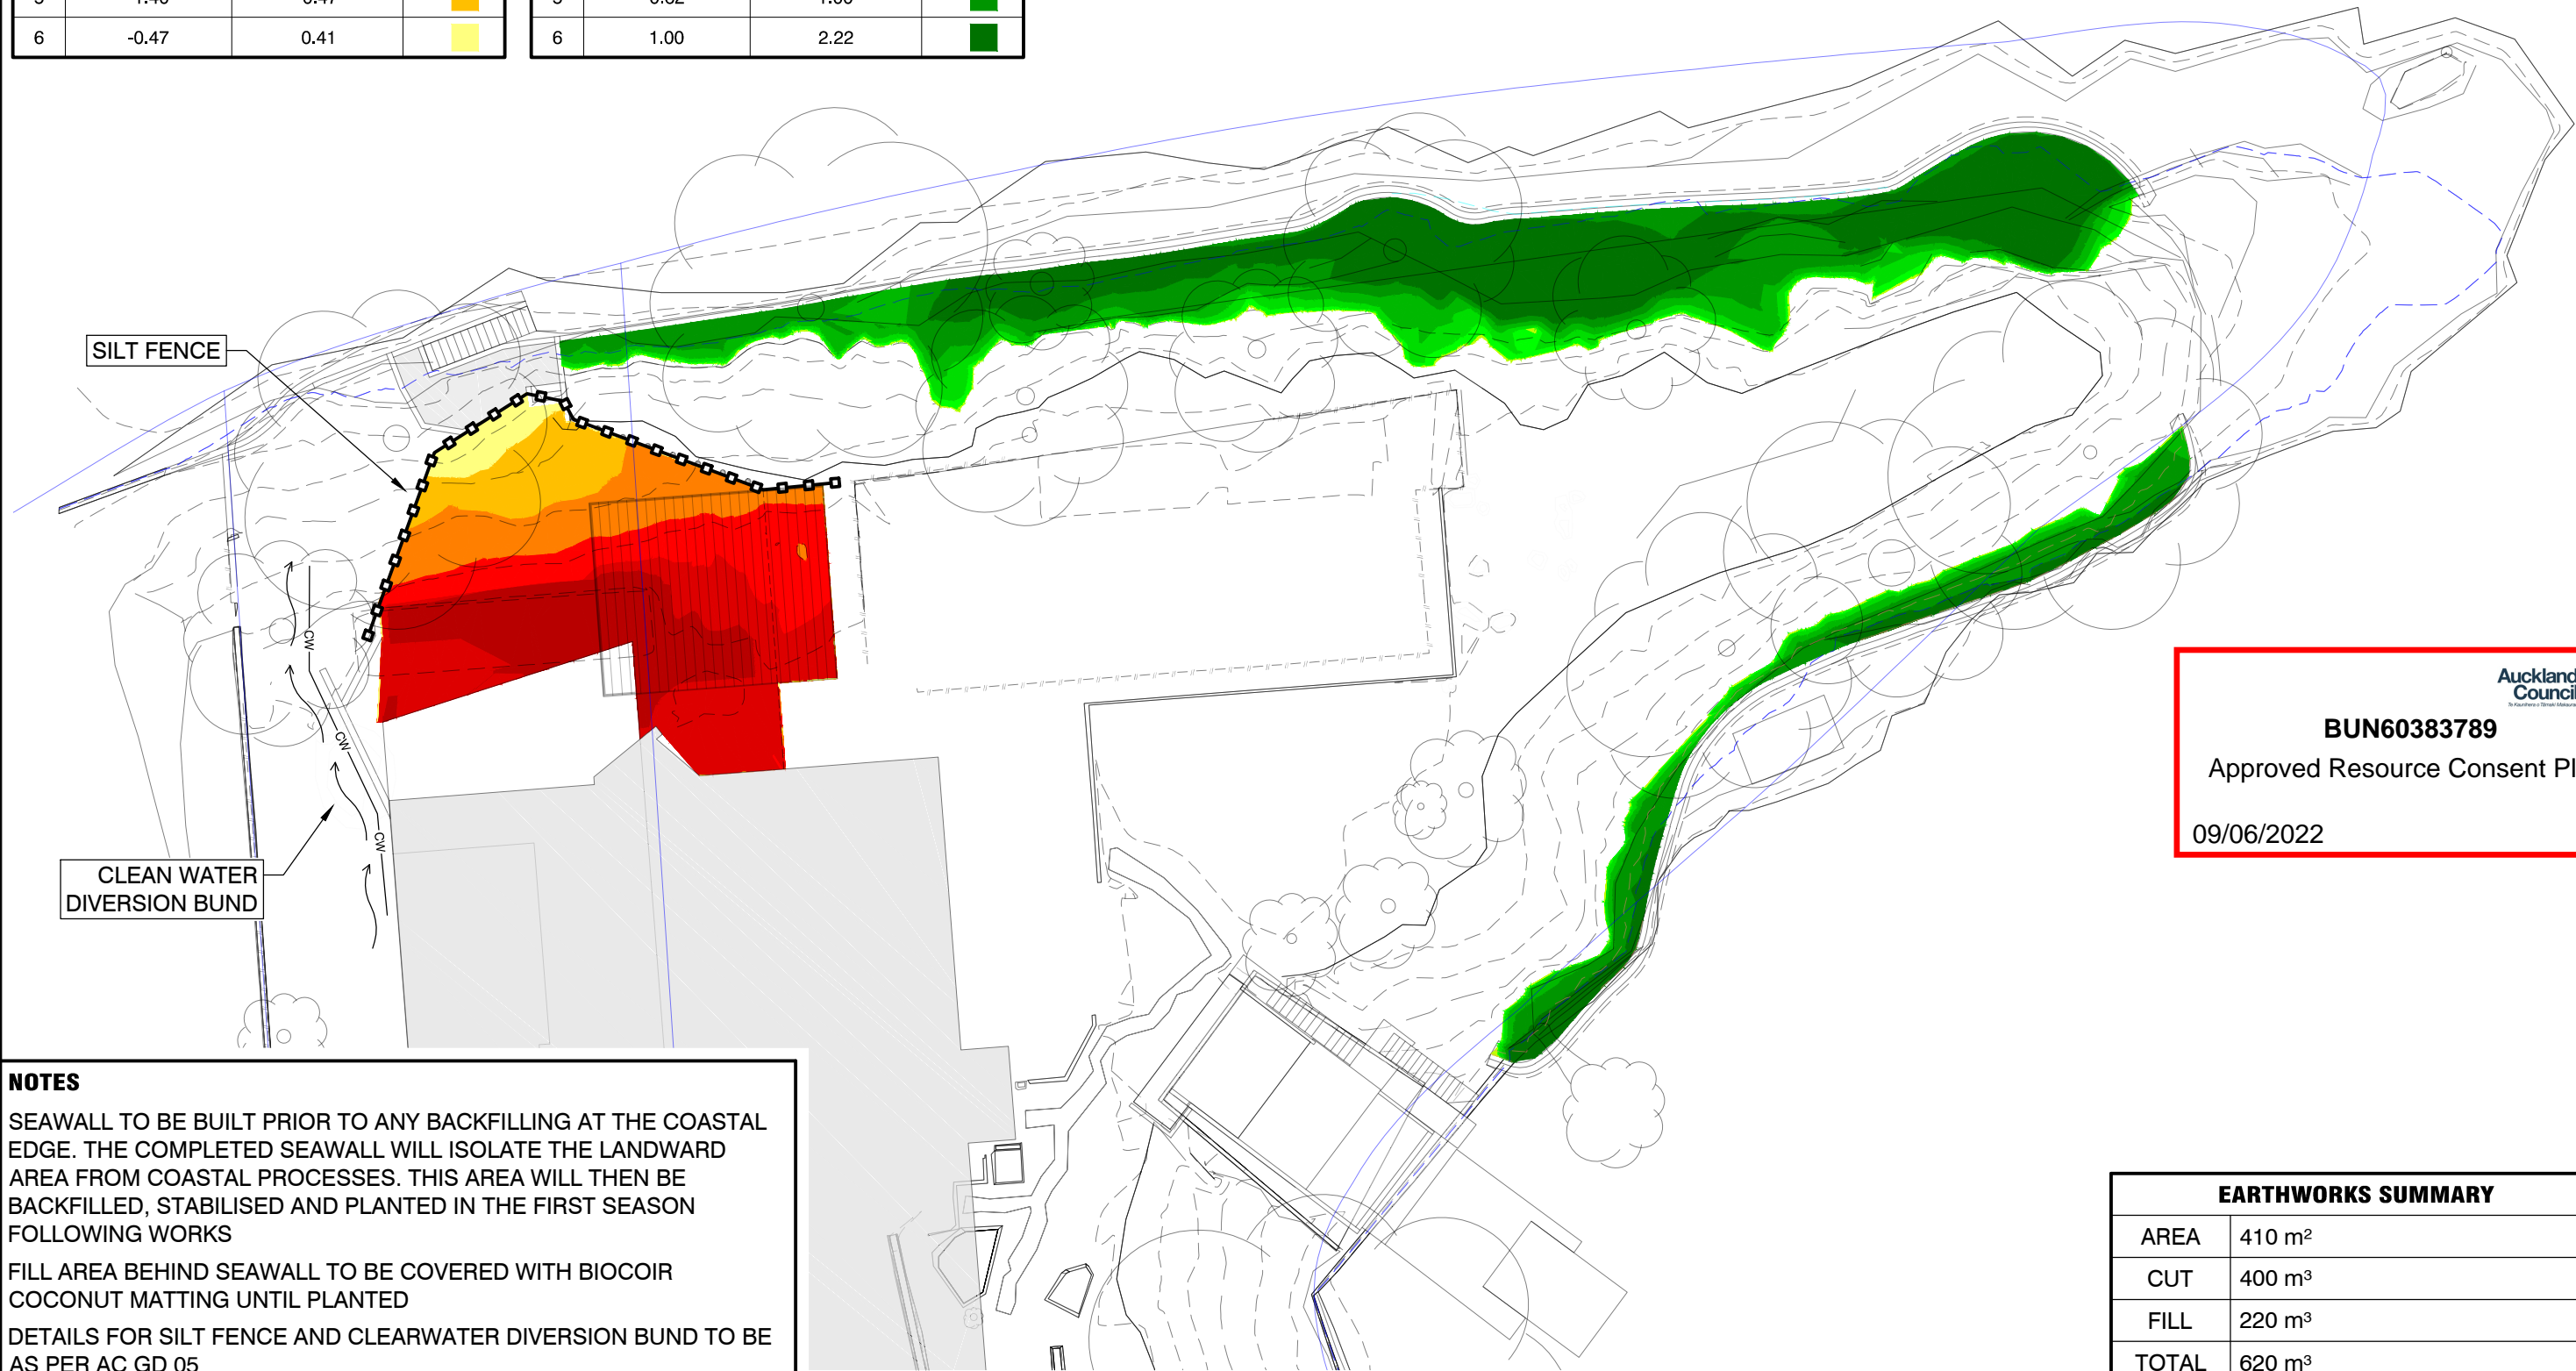 6 -0.47 0.41
6 1.00 2.22
SILT FENCE
CW
CW
CW
CLEAN WATER
DIVERSION BUND
Auckland
Council
BUN60383789
Approved Resource Consent
09/06/2022
NOTES
SEAWALL TO BE BUILT PRIOR TO ANY BACKFILLING AT THE COASTAL
EDGE. THE COMPLETED SEAWALL WILL ISOLATE THE LANDWARD
AREA FROM COASTAL PROCESSES. THIS AREA WILL THEN BE
BACKFILLED, STABILISED AND PLANTED IN THE FIRST SEASON
FOLLOWING WORKS
FILL AREA BEHIND SEAWALL TO BE COVERED WITH BIOCOIR
COCONUT MATTING UNTIL PLANTED
DETAILS FOR SILT FENCE AND CLEARWATER DIVERSION BUND TO BE
AS PER AC GD 05
EARTHWORKS SUMMARY
AREA 410 m²
CUT 400 m³
FILL 220 m³
TOTAL 620 m³